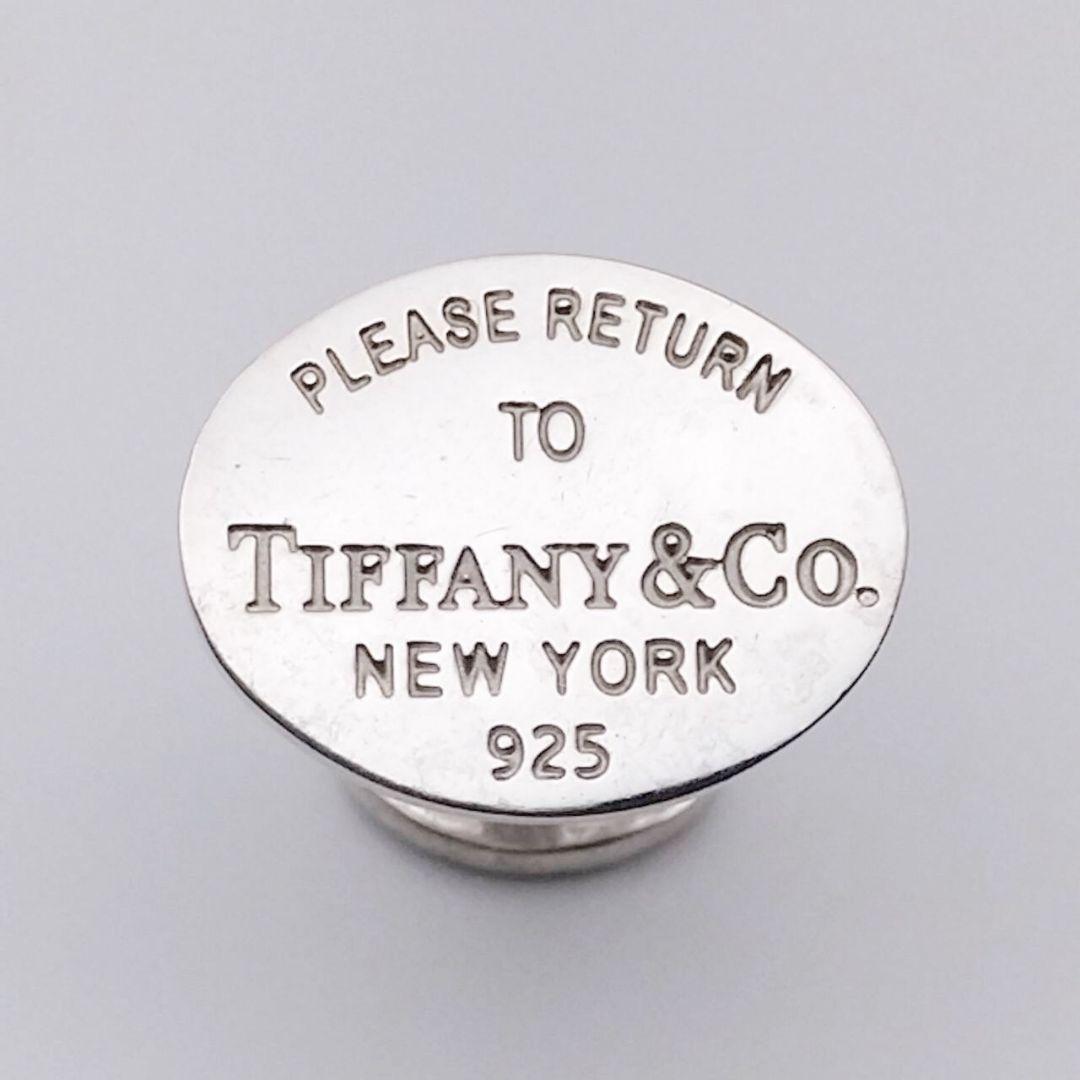 PLEASE RETURN
TO
TIFFANY & CO.
NEW YORK
925